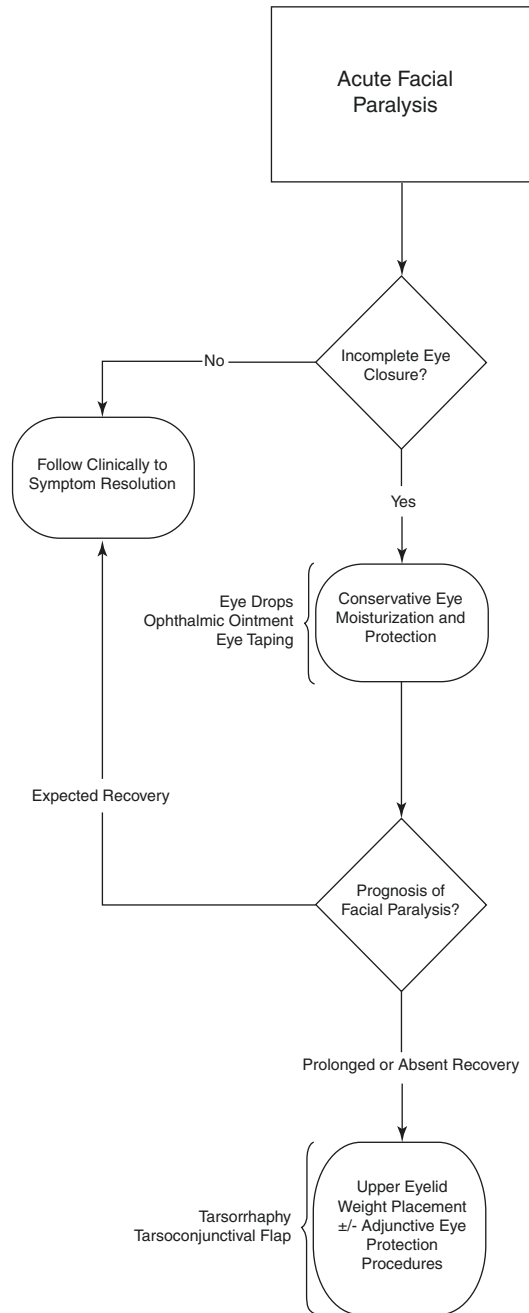 Acute Facial
Paralysis
Incomplete Eye
Closure?
No
Follow Clinically to
Symptom Resolution
Yes
Eye Drops
Ophthalmic Ointment
Eye Taping
Conservative Eye
Moisturization and
Protection
Expected Recovery
Prognosis of
Facial Paralysis?
Prolonged or Absent Recovery
Tarsorrhaphy
Tarsoconjunctival Flap
Upper Eyelid
Weight Placement
±/- Adjunctive Eye
Protection
Procedures